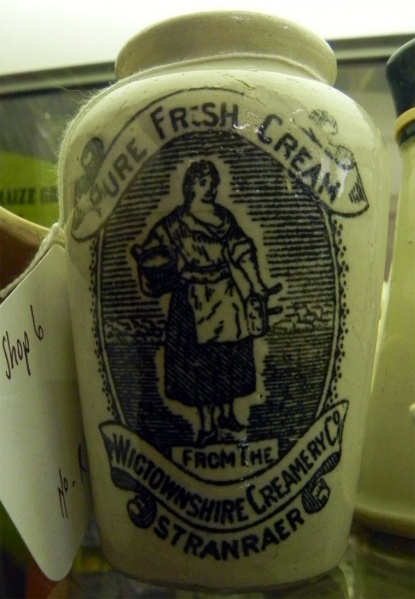 PURE FRESH CREAM
FROM THE
WIGTOWNSHIRE CREAMERY Co
STRANRAER
Shop 6
No.